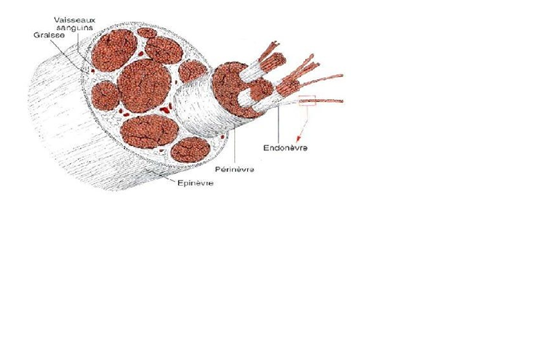 Vaisseaux
sanguins
Graisse
Endonèvre
Périnèvre
Epinèvre